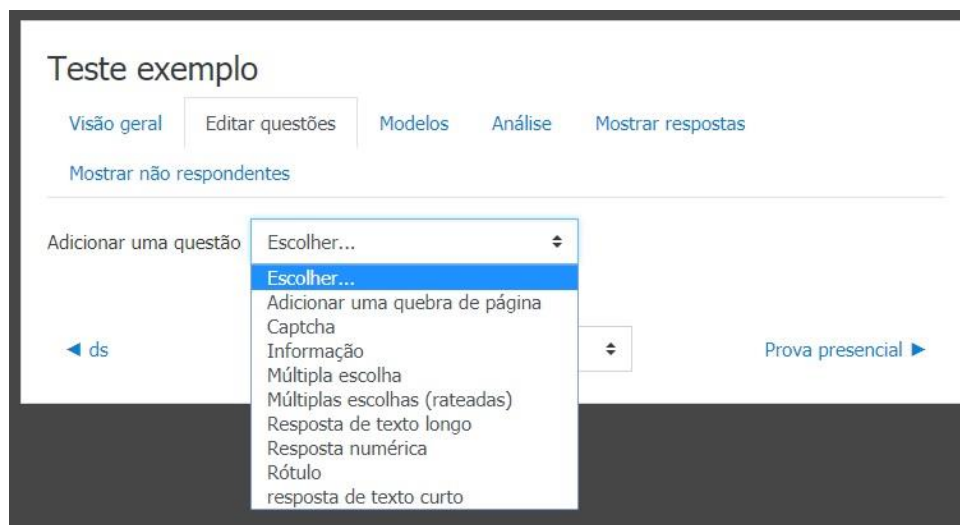 Teste exemplo
Visão geral Editar questões Modelos Análise Mostrar respostas
Mostrar não respondentes
Adicionar uma questão Escolher...
Escolher...
Adicionar uma quebra de página
Captcha
Informação
Múltipla escolha
Múltiplas escolhas (rateadas)
Resposta de texto longo
Resposta numérica
Rótulo
resposta de texto curto
◄ ds Prova presencial ►